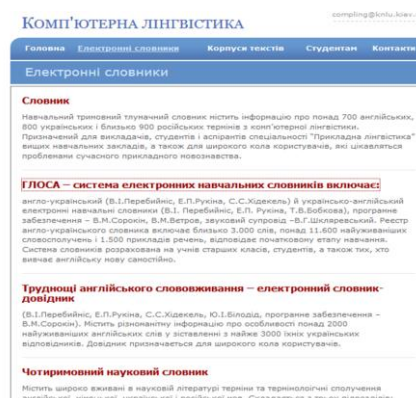 compling@knlu.kiev.
КОМП'ЮТЕРНА ЛІНГВІСТИКА
Головна Електронні словники Корпуси текстів Студентам Контакти
Електронні словники
Словник
Навчальний тримовний тлумачний словник містить інформацію про понад 700 англійських,
800 українських і близько 900 російських термінів з комп'ютерної лінгвістики.
Призначений для викладачів, студентів і аспірантів спеціальності "Прикладна лінгвістика"
вищих навчальних закладів, а також для широкого кола користувачів, які цікавляться
проблемами сучасного прикладного мовознавства.
ГЛОСА – система електронних навчальних словників включає:
англо-український (В.І.Перебийніс, Е.П.Рукіна, С.С.Хідекель) й українсько-англійський
електронні навчальні словники (В.І. Перебийніс, Е.П. Рукіна, Т.В.Бобкова), програмне
забезпечення – В.М.Сорокін, В.М.Ветров, звуковий супровід –В.Г.Шкляревський. Реєстр
англо-українського словника включає близько 3.000 слів, понад 11.600 найуживаніших
словосполучень і 1.500 прикладів речень, відповідає початковому етапу навчання.
Система словників розрахована на учнів старших класів, студентів, а також тих, хто
вивчає англійську мову самостійно.
Труднощі англійського слововживання – електронний словник-
довідник
(В.І.Перебийніс, Е.П.Рукіна, С.С.Хідекель, Ю.І.Білодід, програмне забезпечення –
В.М.Сорокін). Містить різноманітну інформацію про особливості понад 2000
найуживаніших англійських слів у зіставленні з майже 3000 їхніх українських
відповідників. Довідник призначається для широкого кола користувачів.
Чотиримовний науковий словник
Містить широко вживані в науковій літературі терміни та термінологічні сполучення